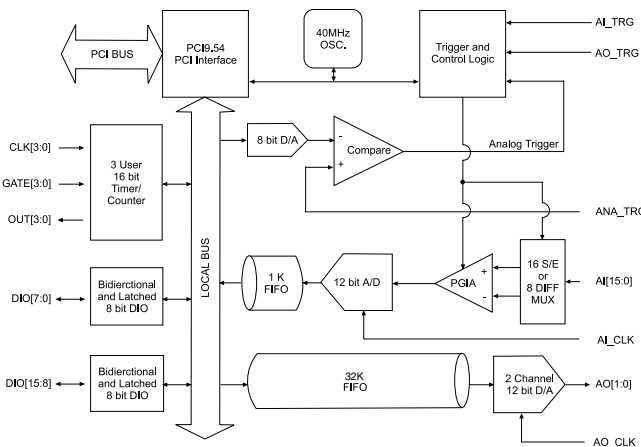 PCI BUS
PCI9.54
PCI Interface
40MHz
OSC.
Trigger and
Control Logic
AI_TRG
AO_TRG
CLK[3:0]
GATE[3:0]
OUT[3:0]
3 User
16 bit
Timer/
Counter
8 bit D/A
-
+
Compare
Analog Trigger
ANA_TRG
LOCAL BUS
DIO[7:0]
Bidierctional
and Latched
8 bit DIO
1 K
FIFO
12 bit A/D
PGIA
+
-
16 S/E
or
8 DIFF
MUX
AI[15:0]
AI_CLK
DIO[15:8]
Bidierctional
and Latched
8 bit DIO
32K
FIFO
2 Channel
12 bit D/A
AO[1:0]
AO_CLK